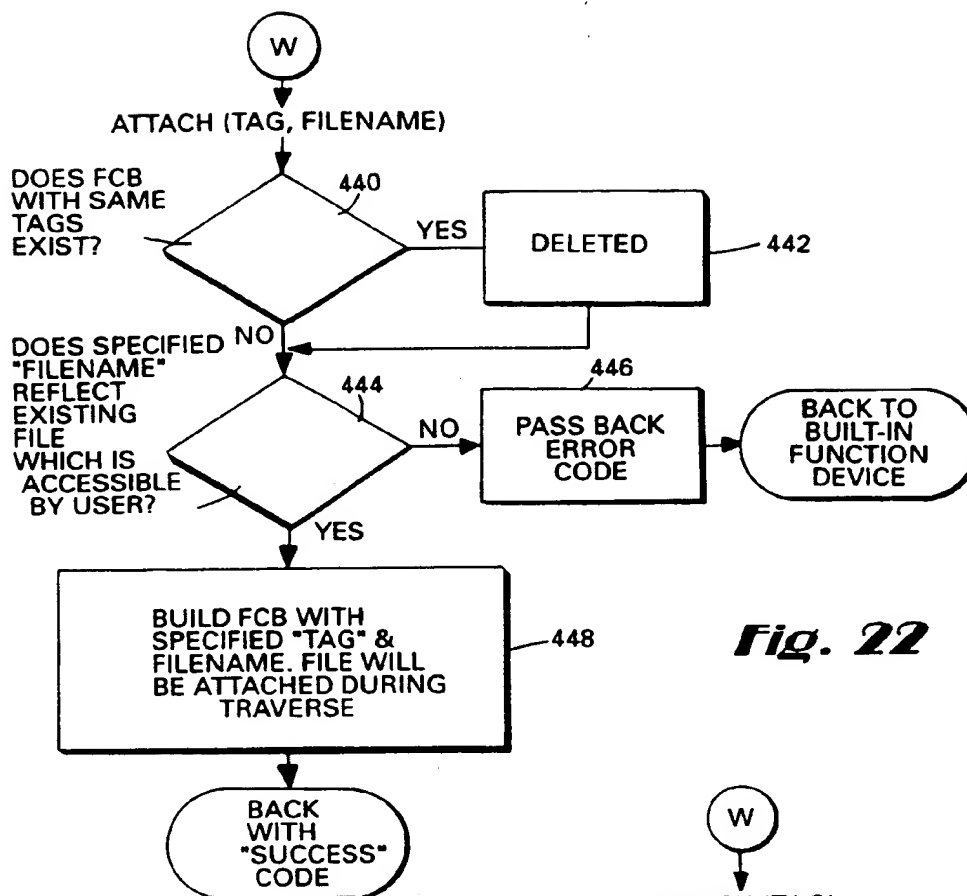 W
ATTACH (TAG, FILENAME)
DOES FCB
WITH SAME
TAGS
EXIST?
440
YES
DELETED
442
NO
DOES SPECIFIED
"FILENAME"
REFLECT
EXISTING
FILE
WHICH IS
ACCESSIBLE
BY USER?
444
NO
446
PASS BACK
ERROR
CODE
BACK TO
BUILT-IN
FUNCTION
DEVICE
YES
BUILD FCB WITH
SPECIFIED "TAG" &
FILENAME. FILE WILL
BE ATTACHED DURING
TRAVERSE
448
Fig. 22
BACK
WITH
"SUCCESS"
CODE
W